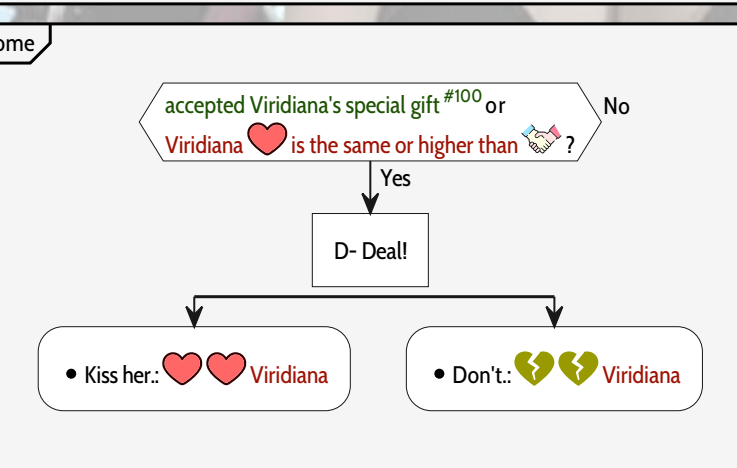 ome
accepted Viridiana's special gift #100 or
No
Viridiana is the same or higher than ?
Yes
D- Deal!
• Kiss her.: Viridiana
• Don't.: Viridiana